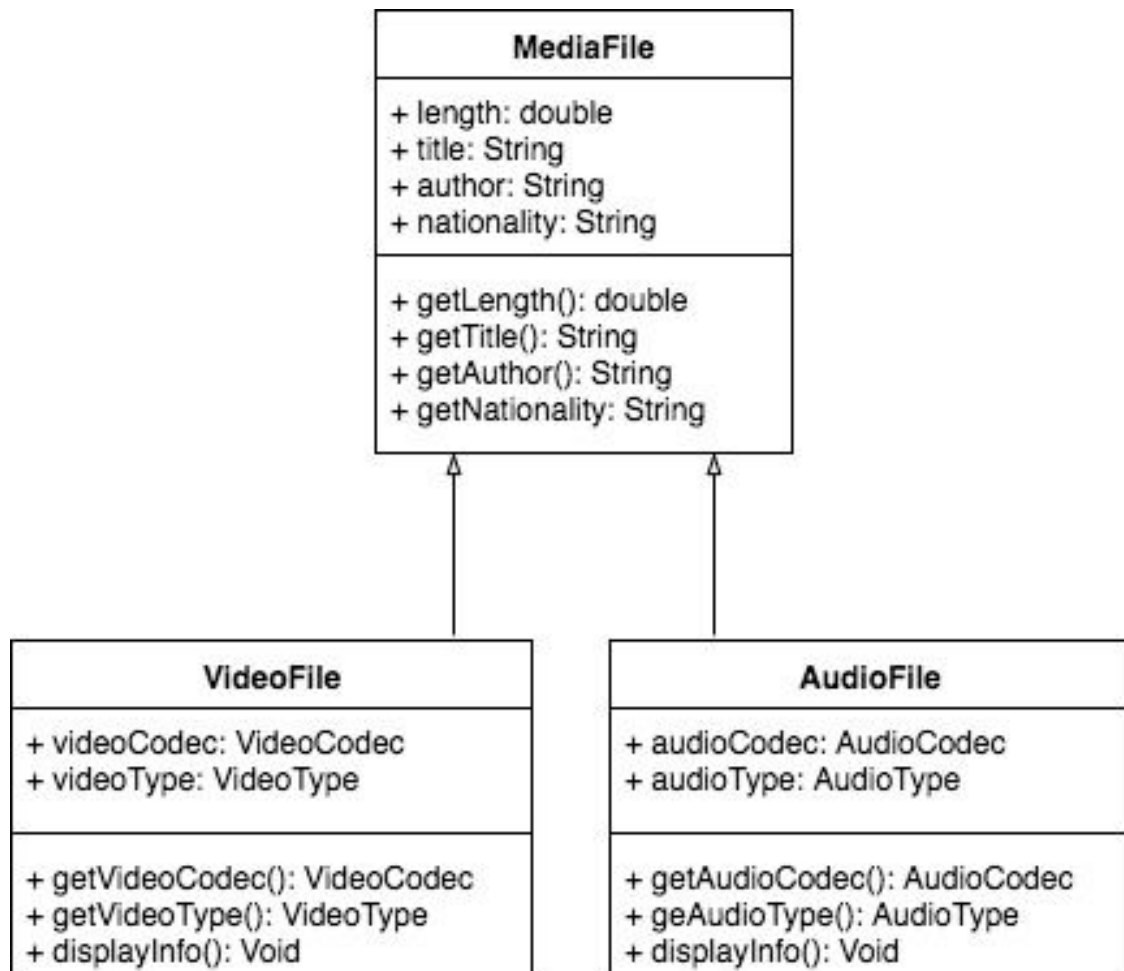 MediaFile
+ length: double
+ title: String
+ author: String
+ nationality: String
+ getLength(): double
+ getTitle(): String
+ getAuthor(): String
+ getNationality: String
VideoFile
+ videoCodec: VideoCodec
+ videoType: VideoType
+ getVideoCodec(): VideoCodec
+ getVideoType(): VideoType
+ displayInfo(): Void
AudioFile
+ audioCodec: AudioCodec
+ audioType: AudioType
+ getAudioCodec(): AudioCodec
+ geAudioType(): AudioType
+ displayInfo(): Void